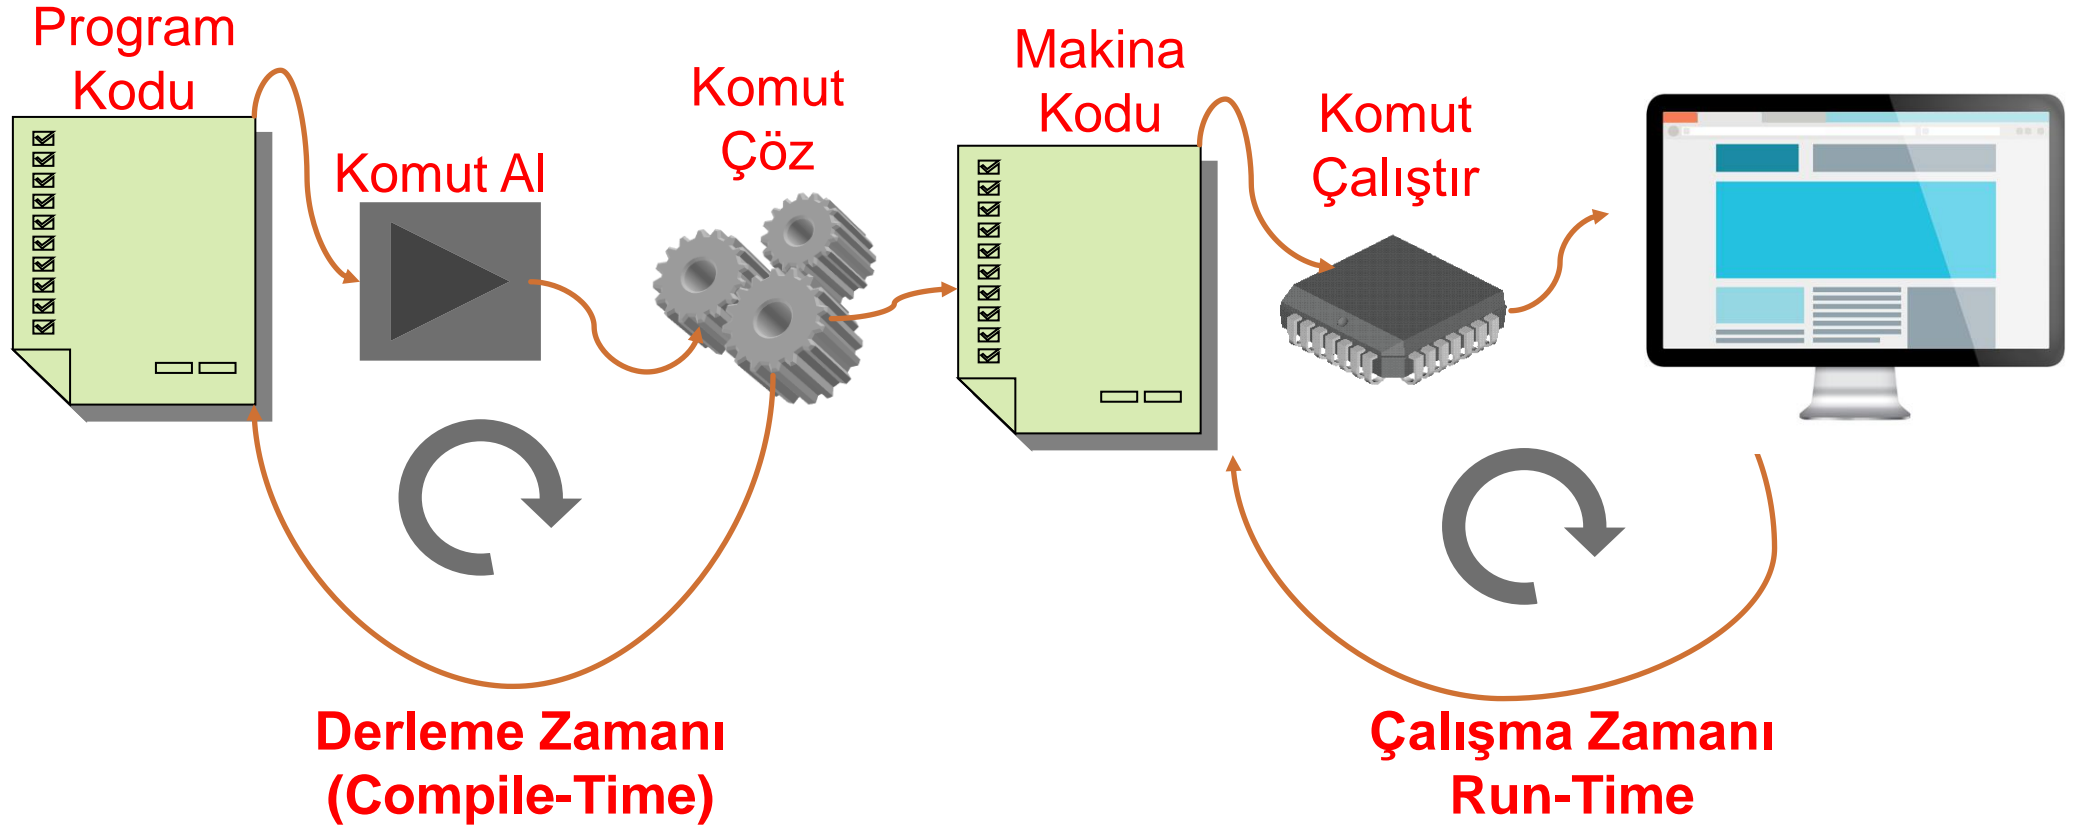 Program
Kodu
Komut Al
Komut
Çöz
Makina
Kodu
Komut
Çalıştır
Derleme Zamanı
(Compile-Time)
Çalışma Zamanı
Run-Time